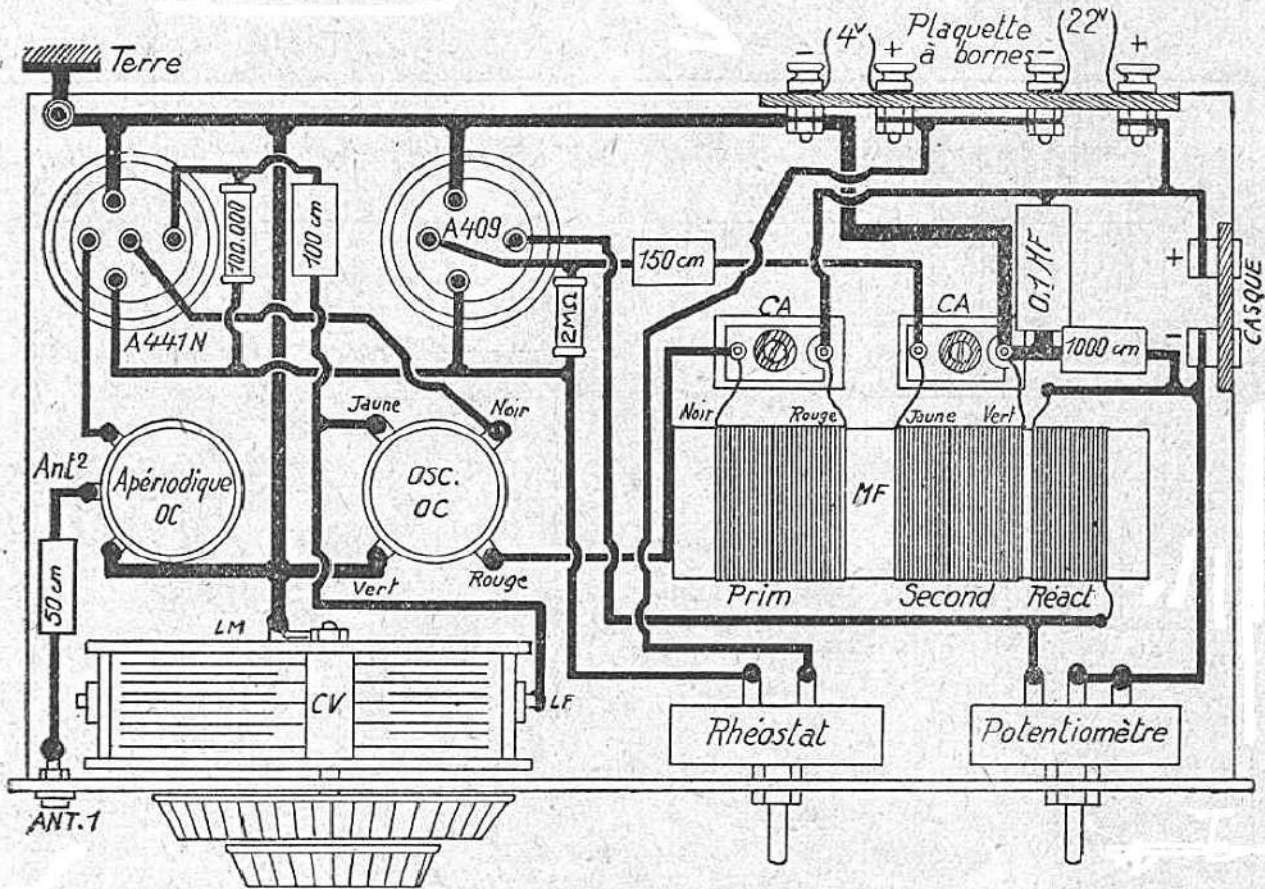 Terre
- 4v +
Plaquette
à bornes
- 22v +
A441N
100.000
100 cm
A409
150 cm
2MΩ
CA
CA
0.1 MF
1000 cm
+
-
CASQUE
Ant2
Apériodique
OC
50 cm
Jaune
Noir
OSC.
OC
Vert
Rouge
Noir
Rouge
Jaune
Vert
MF
Prim
Second
Réact
LM
CV
LF
Rhéostat
Potentiomètre
ANT.1